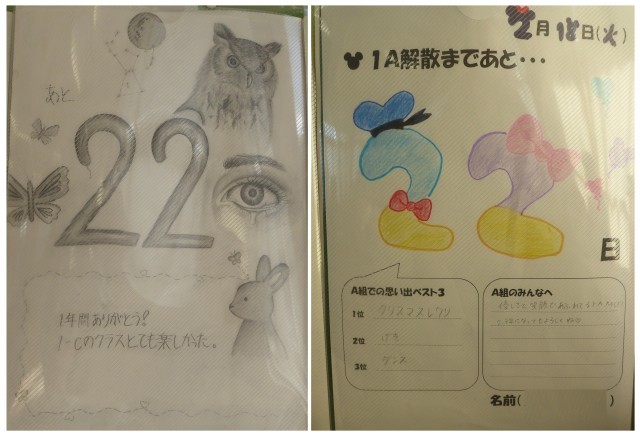 あと
22
1年間ありがとう!
1-Cのクラスとても楽しかた。
2月18日(火)
1A解散まであと・・・
22
日
A組での思い出ベスト3
1位 クリスマスレク
2位 げき
3位 ダンス
A組のみんなへ
名前( )